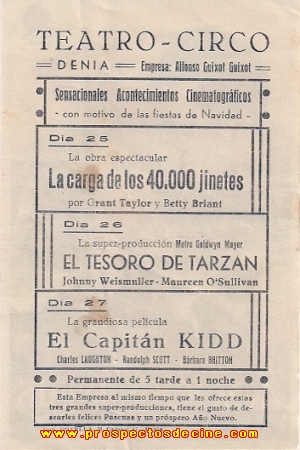 TEATRO-CIRCO
DENIA Empresa: Alfonso Guixot Guixot
Sensacionales Acontecimientos Cinematográficos
- con motivo de las fiestas de Navidad -
Dia 25
La obra espectacular
La carga de los 40.000 jinetes
por Grant Taylor y Betty Briant
Dia 26
La super-producción Metro Goldwyn Mayer
EL TESORO DE TARZAN
Johnny Weismuller - Maureen O'Sullivan
Dia 27
La grandiosa pelicula
El Capitán KIDD
Charles LAUGHTON - Randolph SCOTT - Bárbara BRITTON
Permanente de 5 tarde a 1 noche
Esta Empresa al mismo tiempo que les ofrece estas
tres grandes super-producciones, tiene el gusto de de-
searles felices Pascuas y un próspero Año Nuevo.
www.prospectosdecine.com